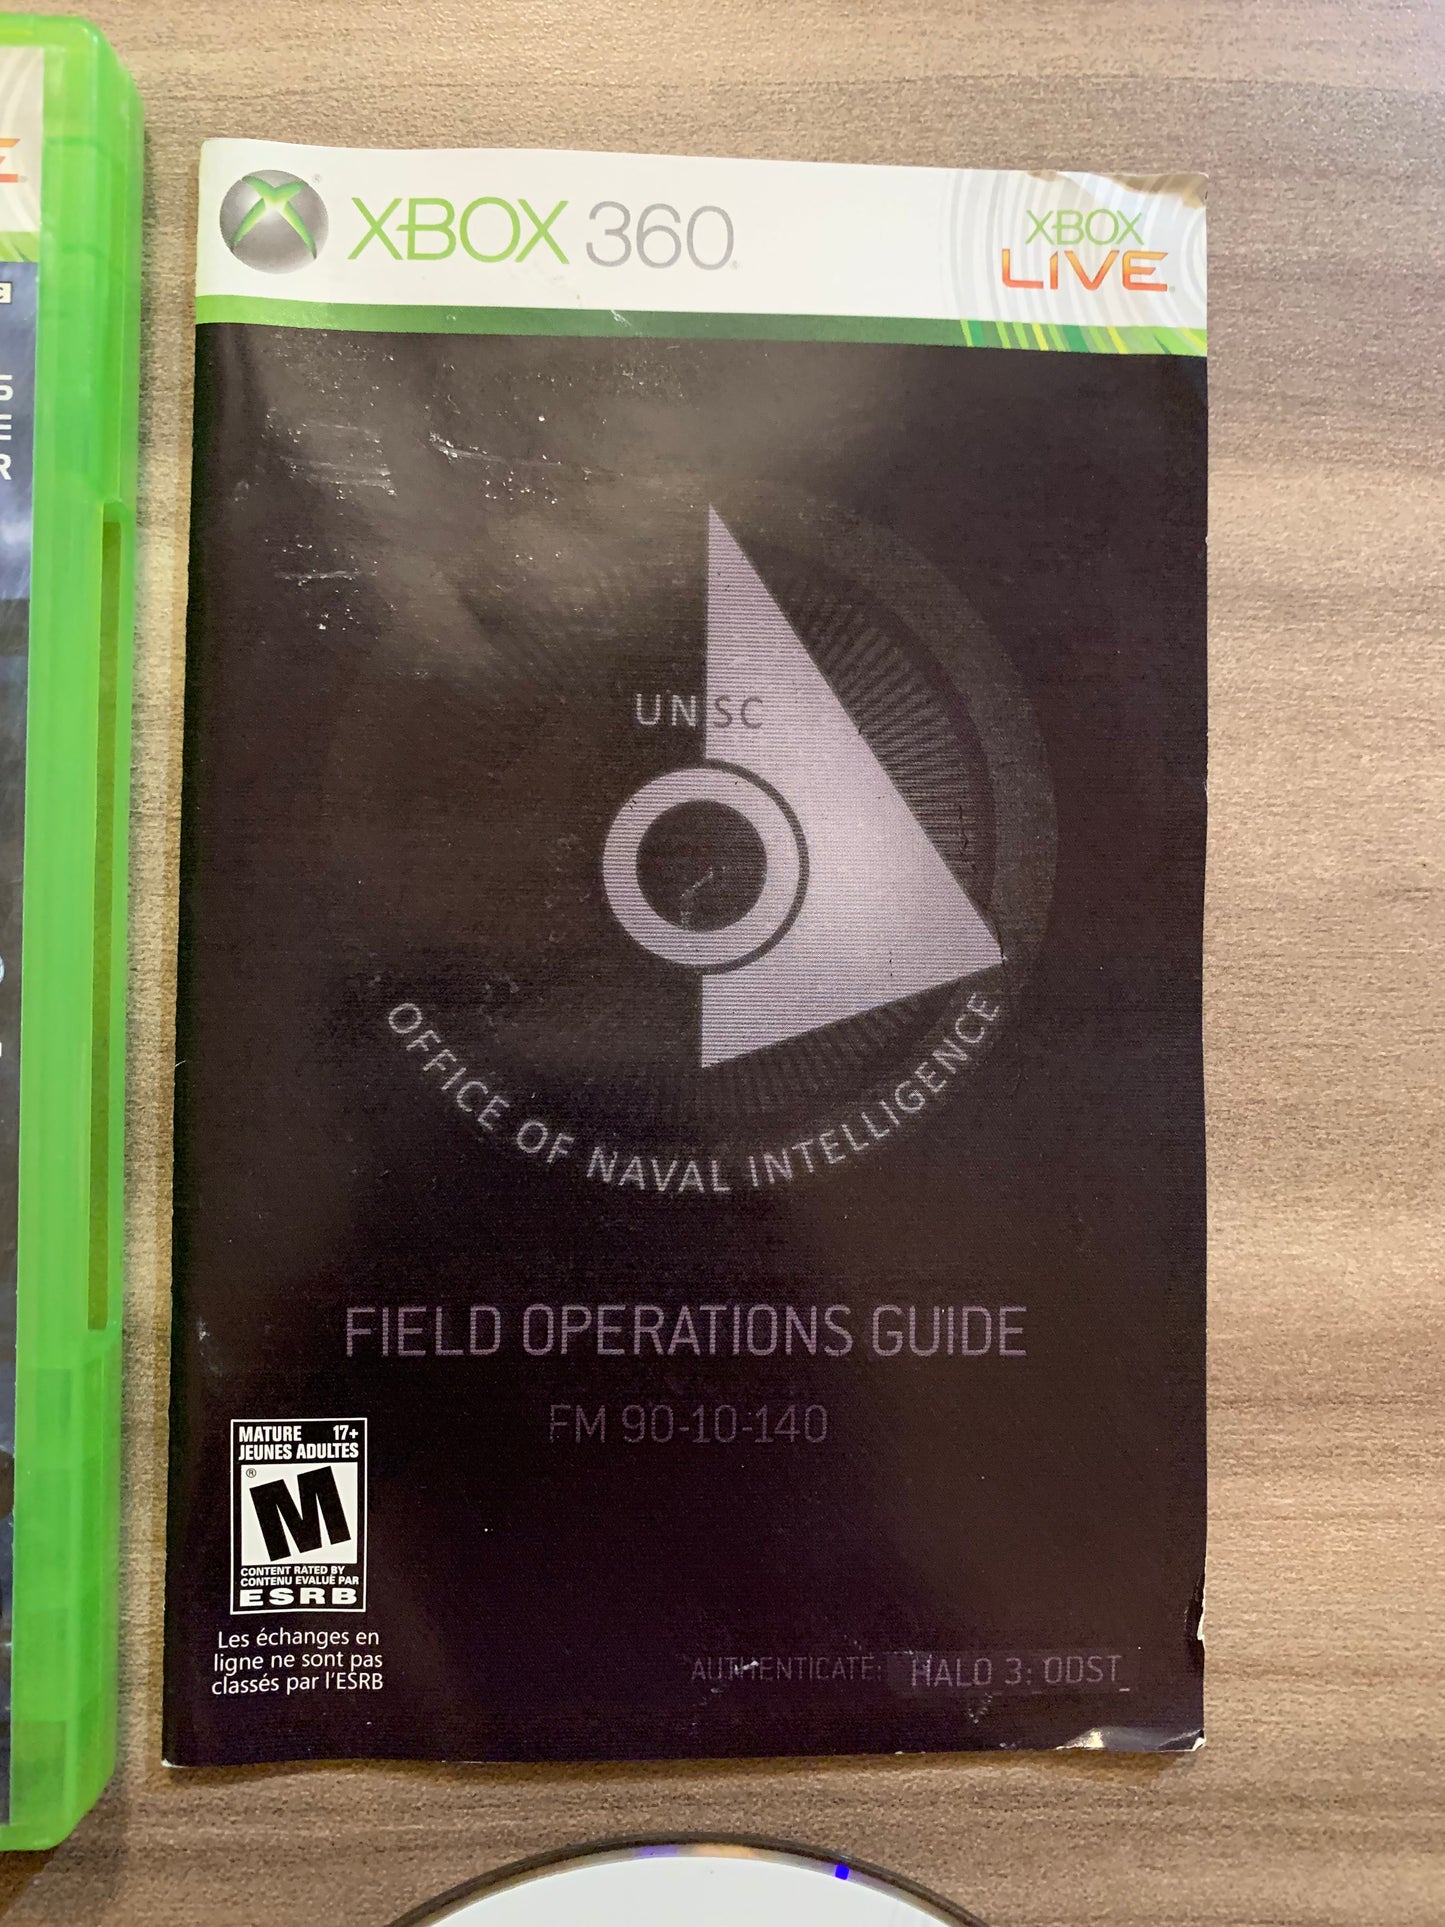 XBOX 360
XBOX
LIVE
UNSC
OFFICE OF NAVAL INTELLIGENCE
FIELD OPERATIONS GUIDE
FM 90-10-140
MATURE 17+
JEUNES ADULTES
M
CONTENT RATED BY
CONTENU ÉVALUÉ PAR
ESRB
Les échanges en
ligne ne sont pas
classés par l'ESRB
AUTHENTICATE: HALO_3: ODST_